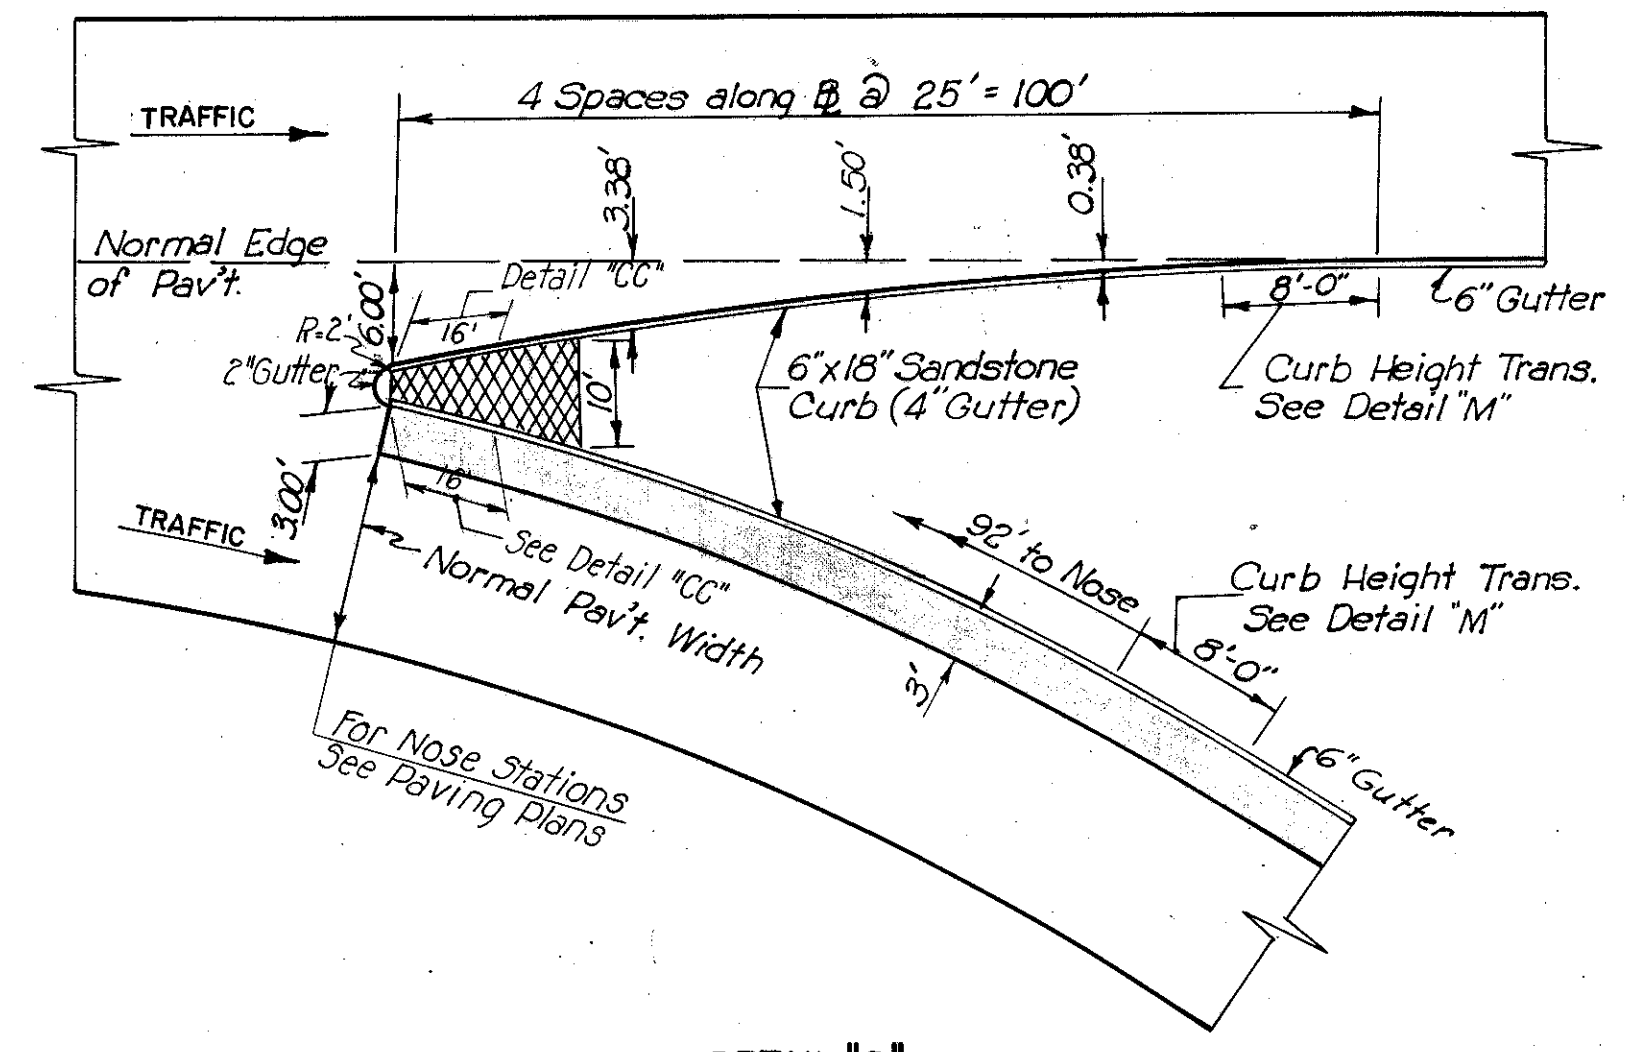 4 Spaces along ℄ @ 25' = 100'
TRAFFIC
3.38'
1.50'
0.38'
Normal Edge
of Pav't.
Detail "CC"
6.00'
16'
R=2'
2" Gutter
10'
8'-0"
6" Gutter
6"x18" Sandstone
Curb (4" Gutter)
Curb Height Trans.
See Detail "M"
3.00'
16'
TRAFFIC
See Detail "CC"
Normal Pav't. Width
92' to Nose
Curb Height Trans.
See Detail "M"
8'-0"
3'
For Nose Stations
See Paving Plans
6" Gutter